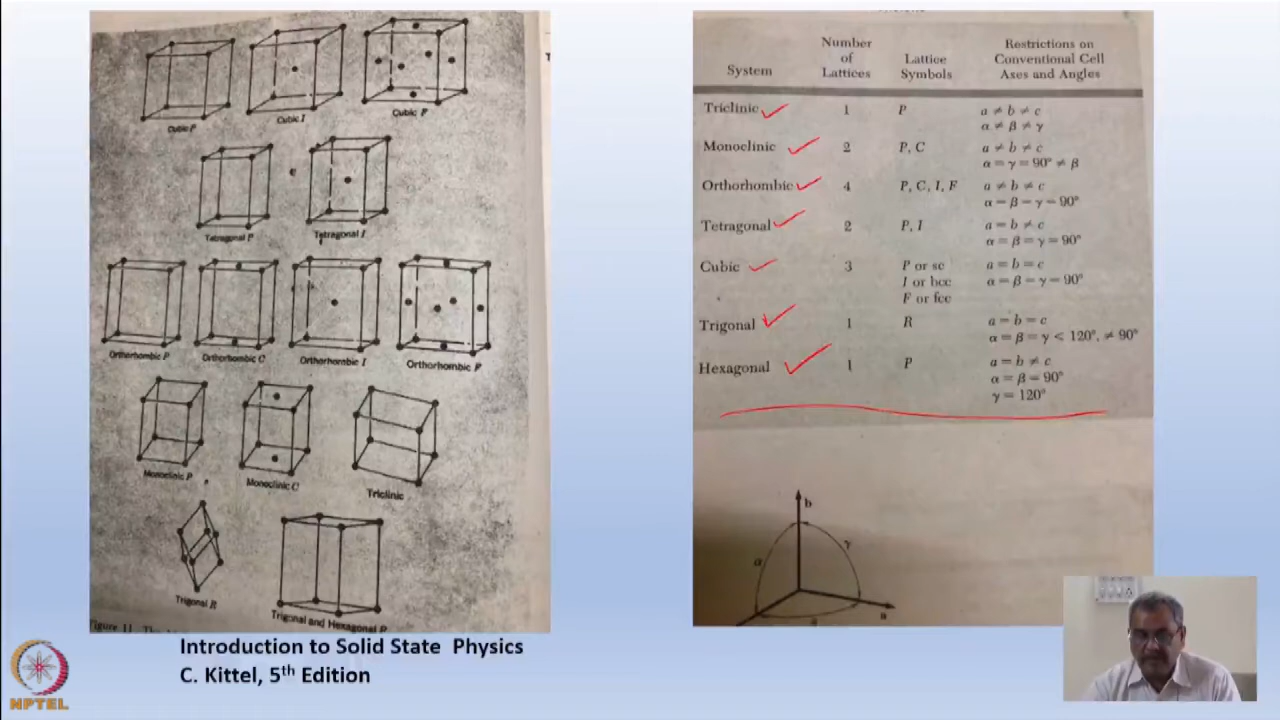 Cubic P
Cubic I
Cubic F
Tetragonal P
Tetragonal I
Orthorhombic P
Orthorhombic C
Orthorhombic I
Orthorhombic F
Monoclinic P
Monoclinic C
Triclinic
Trigonal R
Trigonal and Hexagonal P
Figure 11
Introduction to Solid State Physics
C. Kittel, 5th Edition
NPTEL
System Number of Lattices Lattice Symbols Restrictions on Conventional Cell Axes and Angles
Triclinic 1 P a ≠ b ≠ c
α ≠ β ≠ γ
Monoclinic 2 P, C a ≠ b ≠ c
α = γ = 90° ≠ β
Orthorhombic 4 P, C, I, F a ≠ b ≠ c
α = β = γ = 90°
Tetragonal 2 P, I a = b ≠ c
α = β = γ = 90°
Cubic 3 P or sc a = b = c
I or bcc α = β = γ = 90°
F or fcc
Trigonal 1 R a = b = c
α = β = γ < 120°, ≠ 90°
Hexagonal 1 P a = b ≠ c
α = β = 90°
γ = 120°
b
γ
α
a